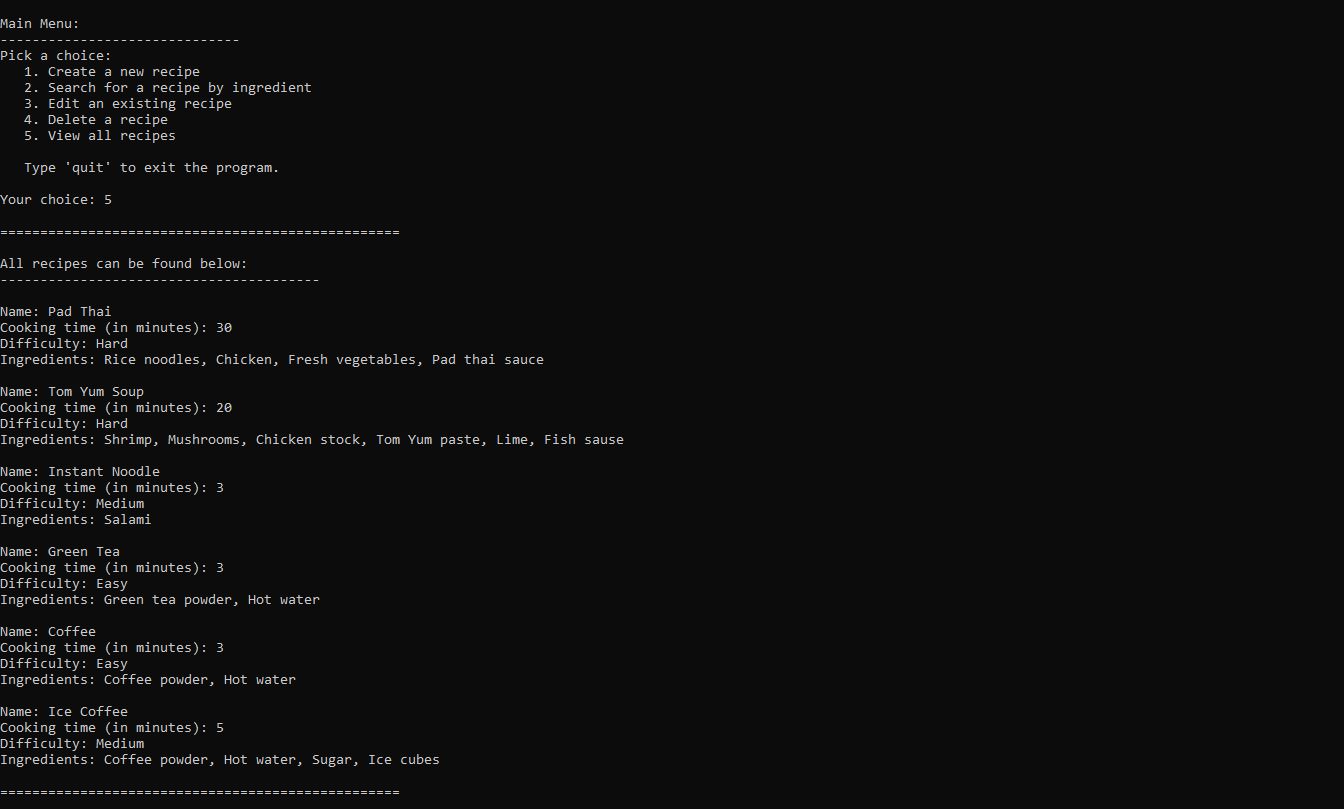 Main Menu:
------------------------------
Pick a choice:
   1. Create a new recipe
   2. Search for a recipe by ingredient
   3. Edit an existing recipe
   4. Delete a recipe
   5. View all recipes

   Type 'quit' to exit the program.

Your choice: 5

==================================================

All recipes can be found below:
----------------------------------------

Name: Pad Thai
Cooking time (in minutes): 30
Difficulty: Hard
Ingredients: Rice noodles, Chicken, Fresh vegetables, Pad thai sauce

Name: Tom Yum Soup
Cooking time (in minutes): 20
Difficulty: Hard
Ingredients: Shrimp, Mushrooms, Chicken stock, Tom Yum paste, Lime, Fish sause

Name: Instant Noodle
Cooking time (in minutes): 3
Difficulty: Medium
Ingredients: Salami

Name: Green Tea
Cooking time (in minutes): 3
Difficulty: Easy
Ingredients: Green tea powder, Hot water

Name: Coffee
Cooking time (in minutes): 3
Difficulty: Easy
Ingredients: Coffee powder, Hot water

Name: Ice Coffee
Cooking time (in minutes): 5
Difficulty: Medium
Ingredients: Coffee powder, Hot water, Sugar, Ice cubes

==================================================